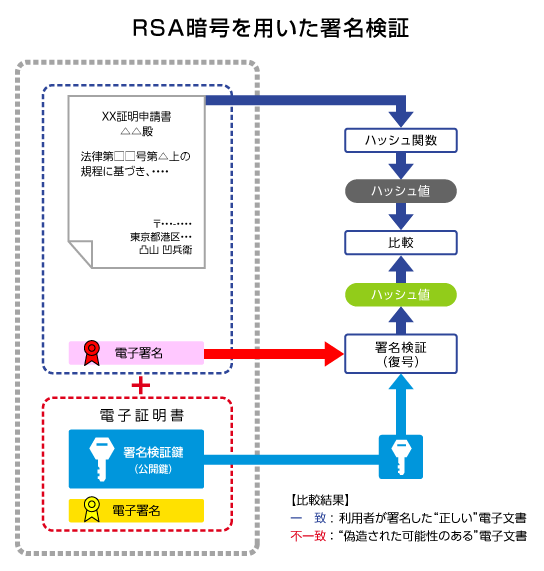 RSA暗号を用いた署名検証
XX証明申請書
△△殿
法律第□□号第△上の
規程に基づき、・・・・
〒・・・-・・・・
東京都港区・・・
凸山 凹兵衛
ハッシュ関数
ハッシュ値
比較
ハッシュ値
署名検証
（復号）
電子署名
+
電子証明書
署名検証鍵
（公開鍵）
電子署名
【比較結果】
一　致： 利用者が署名した“正しい”電子文書
不一致： “偽造された可能性のある”電子文書